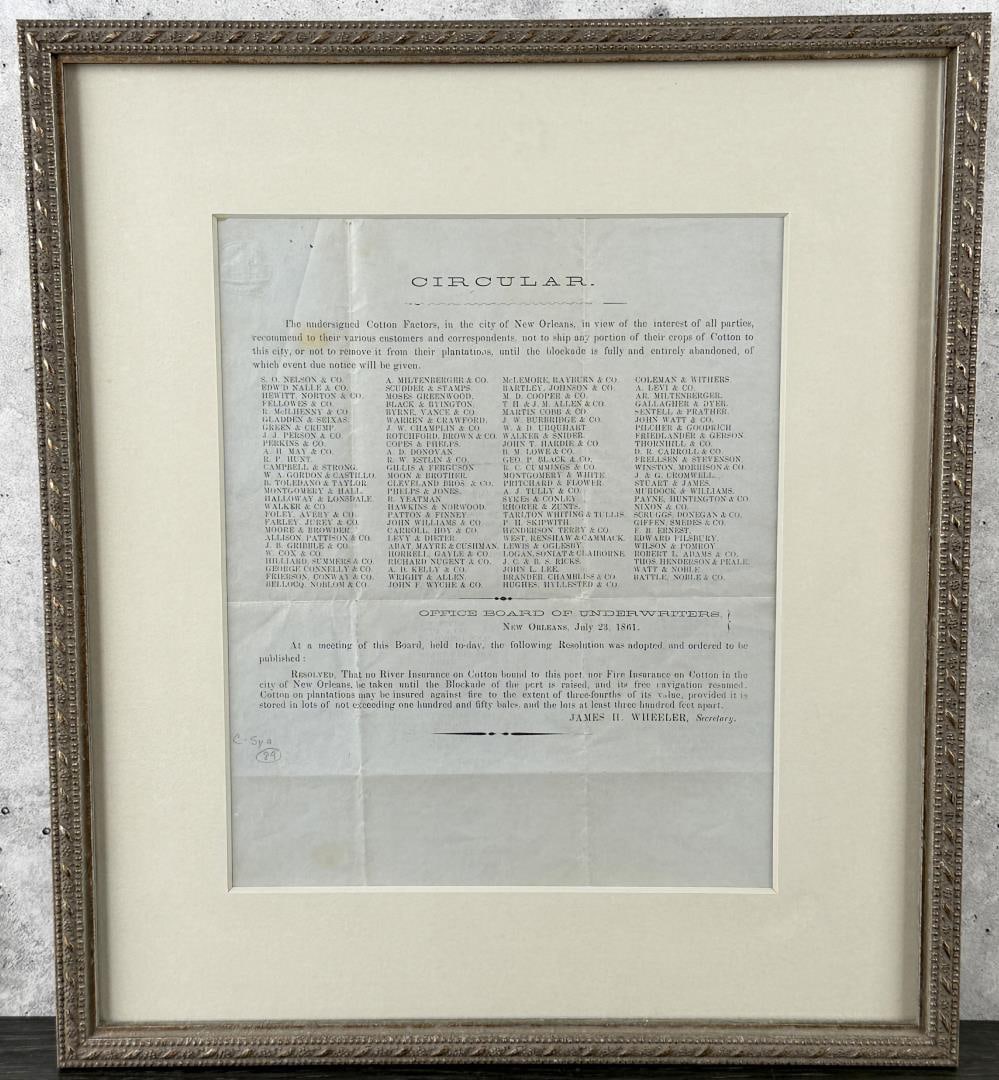 CIRCULAR.
The undersigned Cotton Factors, in the city of New Orleans, in view of the interest of all parties,
recommend to their various customers and correspondents, not to ship any portion of their crops of Cotton to
this city, or not to remove it from their plantations, until the blockade is fully and entirely abandoned, of
which event due notice will be given.
S. O. NELSON & CO.
EDW'D NALLE & CO.
HEWITT, NORTON & CO.
FELLOWES & CO.
R. McILHENNY & CO.
GLADDEN & SEIXAS.
GREEN & CRUMP.
J. J. PERSON & CO
PERKINS & CO.
A. H. MAY & CO.
R. P. HUNT.
CAMPBELL & STRONG.
W. A GORDON & CASTILLO.
B. TOLEDANO & TAYLOR
MONTGOMERY & HALL.
HALLOWAY & LONSDALE.
WALKER & CO
FOLEY, AVERY & CO.
FARLEY, JUREY & CO.
MOORE & BROWDER.
ALLISON, PATTISON & CO.
J. B. GRIBBLE & CO.
W. COX & CO.
HILLIARD, SUMMERS & CO.
GEORGE CONNELLY & CO.
FRIERSON, CONWAY & CO.
BELLOCQ, NOBLOM & CO.
A. MILTENBERGER & CO.
SCUDDER & STAMPS.
MOSES GREENWOOD.
BLACK & BYINGTON.
BYRNE, VANCE & CO.
WARREN & CRAWFORD.
J. W. CHAMPLIN & CO.
ROTCHFORD, BROWN & CO.
COPES & PHELPS.
A. D. DONOVAN.
R. W. ESTLIN & CO.
GILLIS & FERGUSON
MOON & BROTHER.
CLEVELAND BROS. & CO.
PHELPS & JONES.
B. YEATMAN.
HAWKINS & NORWOOD.
PATTON & FINNEY.
JOHN WILLIAMS & CO.
CARROLL, HOY & CO.
LEVY & DIETER.
ABAT, MAYRE & CUSHMAN.
HORRELL, GAYLE & CO.
RICHARD NUGENT & CO.
A. D. KELLY & CO.
WRIGHT & ALLEN.
JOHN F. WYCHE & CO.
McLEMORE, RAYBURN & CO.
BARTLEY, JOHNSON & CO.
M. D. COOPER & CO.
T. H & J. M. ALLEN & CO.
MARTIN COBB & CO.
J. W. BURBRIDGE & CO.
W. & D. URQUHART
WALKER & SNIDER.
JOHN T. HARDIE & CO
B. M. LOWE & CO.
GEO. P. BLACK & CO.
R. C. CUMMINGS & CO.
MONTGOMERY & WHITE.
PRITCHARD & FLOWER.
A. J. TULLY & CO.
SYKES & CONLEY.
RHORER & ZUNTS.
TARLTON WHITING & TULLIS.
P. H. SKIPWITH.
HENDERSON, TERRY & CO.
WEST, RENSHAW & CAMMACK.
LEWIS & OGLESBY.
LOGAN, SONIAT & CLAIBORNE.
J. C. & R. S. RICKS.
JOHN L. LEE.
BRANDER, CHAMBLISS & CO.
HUGHES, HYLLESTED & CO.
COLEMAN & WITHERS.
A. LEVI & CO.
AR. MILTENBERGER.
GALLAGHER & DYER.
SENTELL & PRATHER.
JOHN WATT & CO.
PILCHER & GOODRICH
FRIEDLANDER & GERSON.
THORNHILL & CO.
D. R. CARROLL & CO
FRELLSEN & STEVENSON
WINSTON, MORRISON & CO.
J. & G. CROMWELL.
STUART & JAMES.
MURDOCK & WILLIAMS.
PAYNE, HUNTINGTON & CO
NIXON & CO.
SCRUGGS, DONEGAN & CO.
GIFFEN, SMEDES & CO.
F. B. ERNEST.
EDWARD PILSBURY.
WILSON & POMROY.
ROBERT L. ADAMS & CO.
THOS. HENDERSON & PEALE.
WATT & NOBLE.
BATTLE, NOBLE & CO.
OFFICE BOARD OF UNDERWRITERS,
NEW ORLEANS, July 23, 1861.
At a meeting of this Board, held to-day, the following Resolution was adopted and ordered to be
published :
RESOLVED, That no River Insurance on Cotton bound to this port, nor Fire Insurance on Cotton in the
city of New Orleans, be taken until the Blockade of the port is raised, and its free navigation resumed.
Cotton on plantations may be insured against fire to the extent of three-fourths of its value, provided it is
stored in lots of not exceeding one hundred and fifty bales, and the lots at least three hundred feet apart.
JAMES H. WHEELER, Secretary.
89